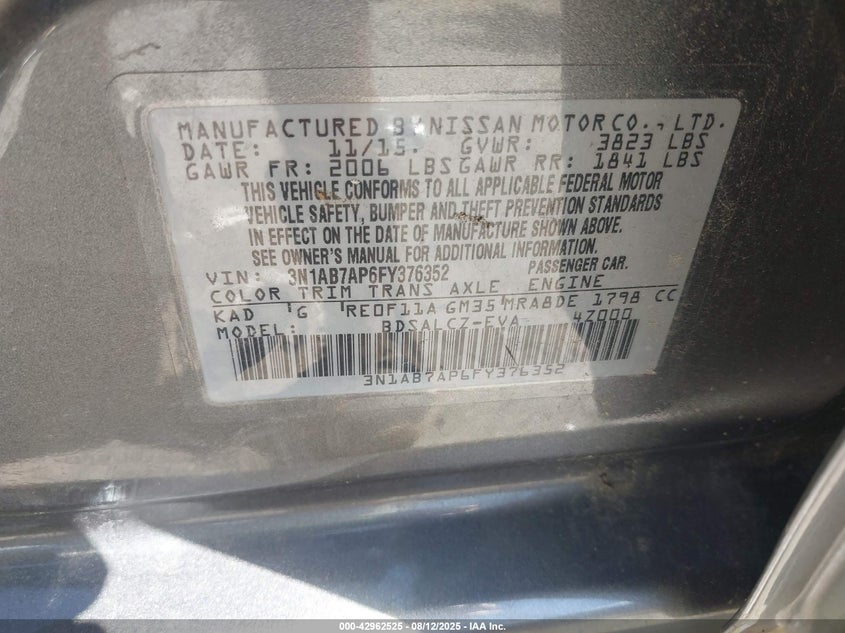 MANUFACTURED BY NISSAN MOTOR CO., LTD.
DATE: 11/15. GVWR: 3823 LBS
GAWR FR: 2006 LBS GAWR RR: 1841 LBS
THIS VEHICLE CONFORMS TO ALL APPLICABLE FEDERAL MOTOR
VEHICLE SAFETY, BUMPER AND THEFT PREVENTION STANDARDS
IN EFFECT ON THE DATE OF MANUFACTURE SHOWN ABOVE.
SEE OWNER'S MANUAL FOR ADDITIONAL INFORMATION.
VIN: 3N1AB7AP6FY376352 PASSENGER CAR.
COLOR TRIM TRANS AXLE ENGINE
KAD G RE0F11A GM35 MRA8DE 1798 CC
MODEL: BDSALCZ-EVA 4Z000
3N1AB7AP6FY376352
000-42962525 - 08/12/2025 - IAA Inc.